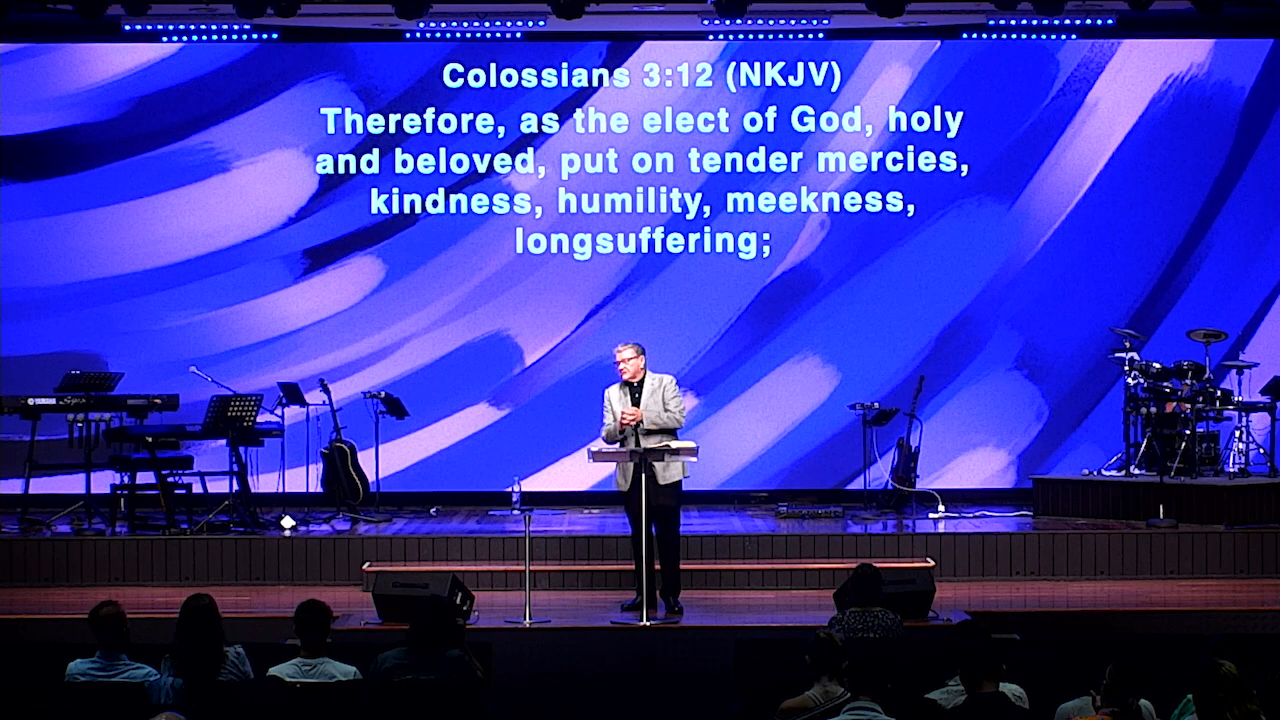 Colossians 3:12 (NKJV)
Therefore, as the elect of God, holy
and beloved, put on tender mercies,
kindness, humility, meekness,
longsuffering;